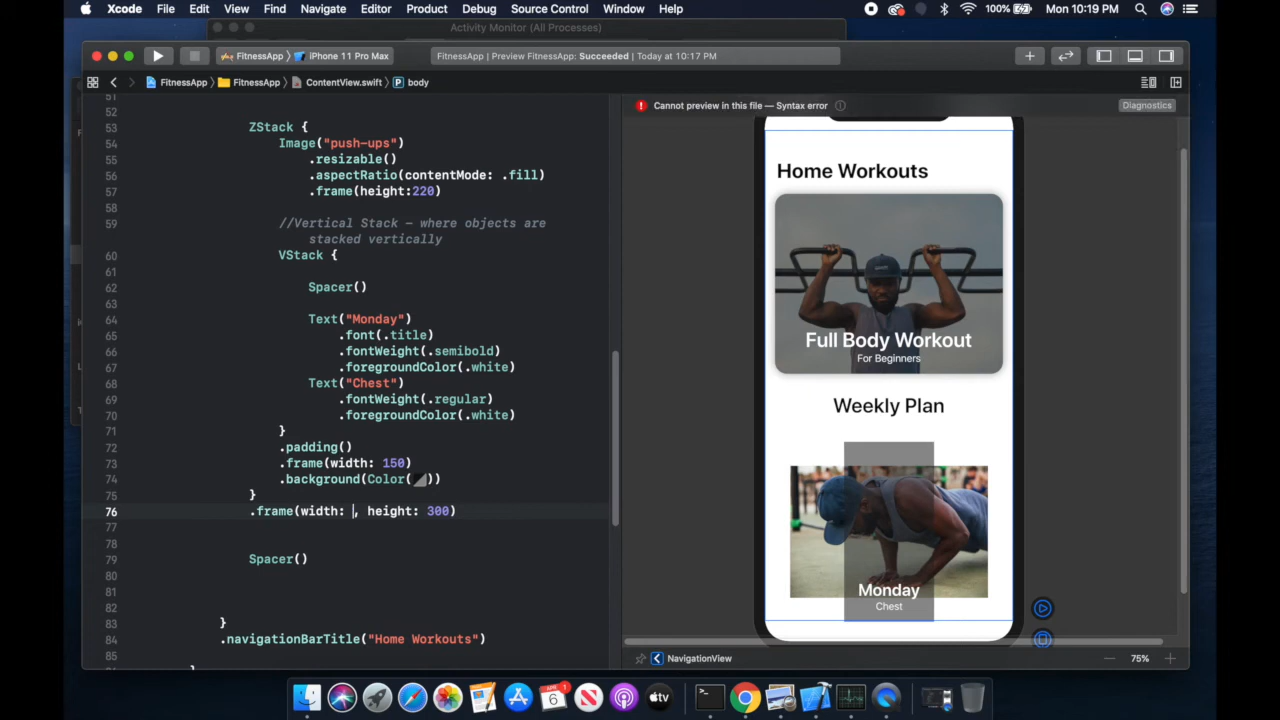 Xcode File Edit View Find Navigate Editor Product Debug Source Control Window Help 100% Mon 10:19 PM
Activity Monitor (All Processes)
FitnessApp iPhone 11 Pro Max FitnessApp | Preview FitnessApp: Succeeded | Today at 10:17 PM
FitnessApp FitnessApp ContentView.swift P body
Cannot preview in this file — Syntax error Diagnostics
51
52
53 ZStack {
54 Image("push-ups")
55 .resizable()
56 .aspectRatio(contentMode: .fill)
57 .frame(height:220)
58
59 //Vertical Stack – where objects are
stacked vertically
60 VStack {
61
62 Spacer()
63
64 Text("Monday")
65 .font(.title)
66 .fontWeight(.semibold)
67 .foregroundColor(.white)
68 Text("Chest")
69 .fontWeight(.regular)
70 .foregroundColor(.white)
71 }
72 .padding()
73 .frame(width: 150)
74 .background(Color( ))
75 }
76 .frame(width: , height: 300)
77
78
79 Spacer()
80
81
82
83 }
84 .navigationBarTitle("Home Workouts")
85
Home Workouts
Full Body Workout
For Beginners
Weekly Plan
Monday
Chest
NavigationView 75%
APR
6
1
tv